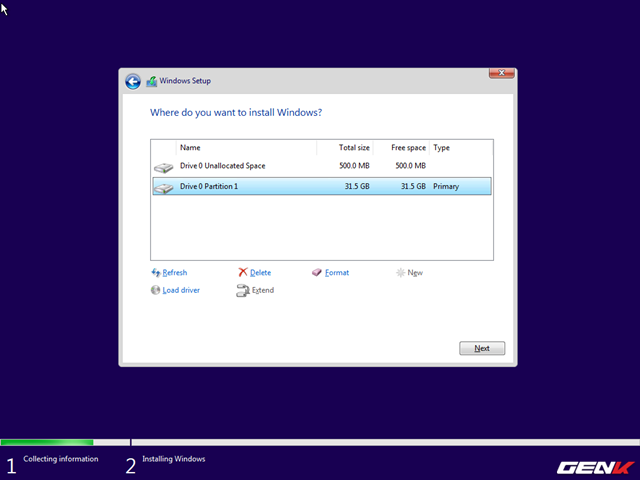 Windows Setup
Where do you want to install Windows?
Name Total size Free space Type
Drive 0 Unallocated Space 500.0 MB 500.0 MB
Drive 0 Partition 1 31.5 GB 31.5 GB Primary
Refresh Delete Format New
Load driver Extend
Next
1 Collecting information 2 Installing Windows
GENK